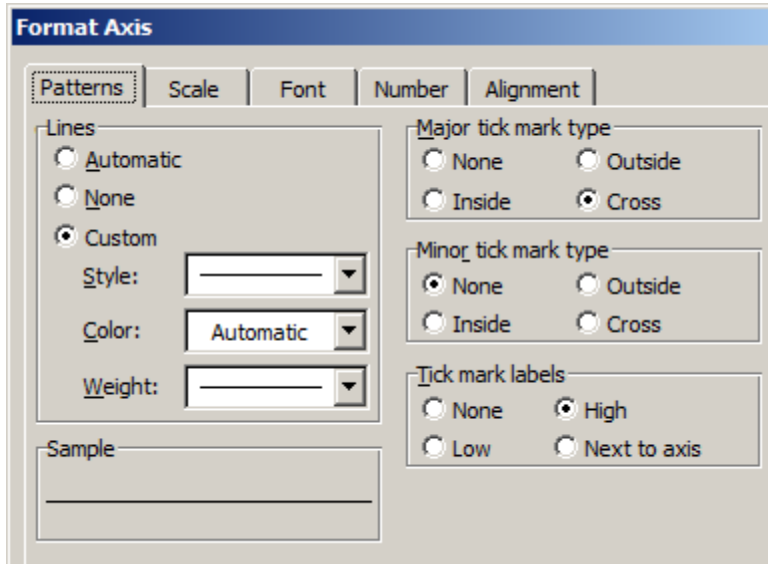 Format Axis
Patterns Scale Font Number Alignment
Lines
Automatic
None
Custom
Style:
Color: Automatic
Weight:
Sample
Major tick mark type
None Outside
Inside Cross
Minor tick mark type
None Outside
Inside Cross
Tick mark labels
None High
Low Next to axis